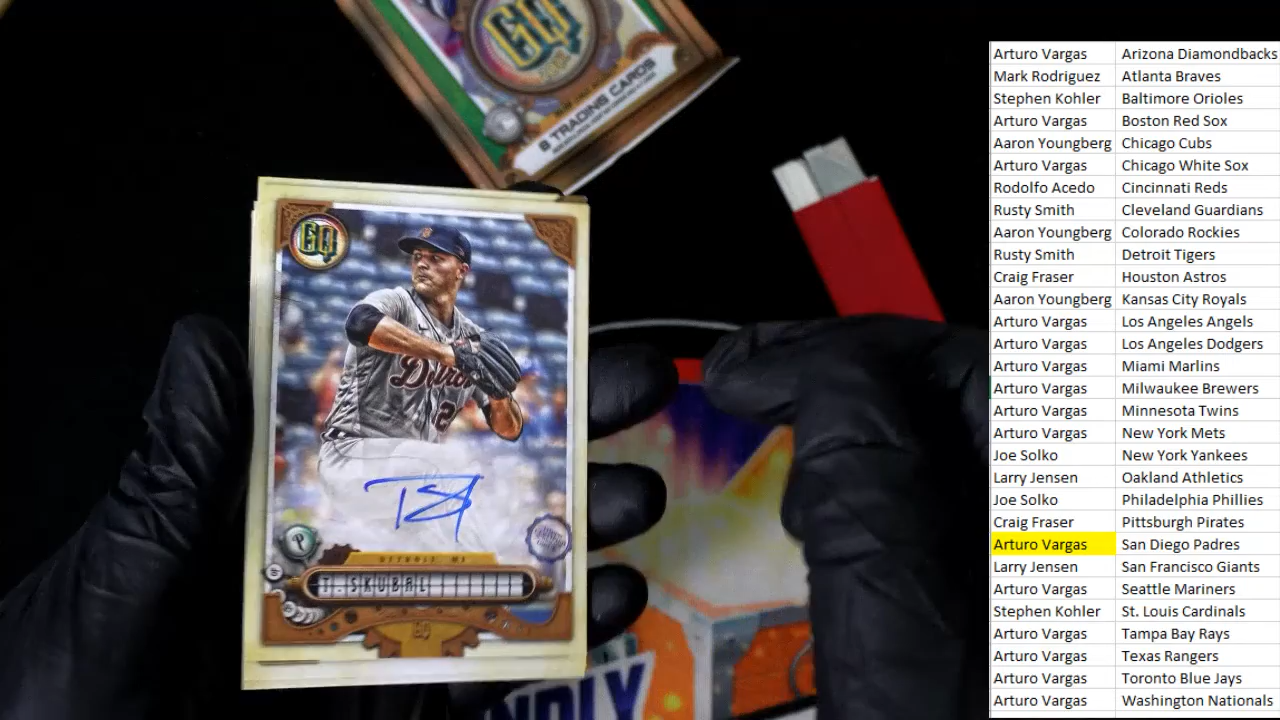 GQ
8 TRADING CARDS
GQ
Detroit
2
P
DETROIT, MI
T. SKUBAL
GQ
NDLY
Arturo Vargas Arizona Diamondbacks
Mark Rodriguez Atlanta Braves
Stephen Kohler Baltimore Orioles
Arturo Vargas Boston Red Sox
Aaron Youngberg Chicago Cubs
Arturo Vargas Chicago White Sox
Rodolfo Acedo Cincinnati Reds
Rusty Smith Cleveland Guardians
Aaron Youngberg Colorado Rockies
Rusty Smith Detroit Tigers
Craig Fraser Houston Astros
Aaron Youngberg Kansas City Royals
Arturo Vargas Los Angeles Angels
Arturo Vargas Los Angeles Dodgers
Arturo Vargas Miami Marlins
Arturo Vargas Milwaukee Brewers
Arturo Vargas Minnesota Twins
Arturo Vargas New York Mets
Joe Solko New York Yankees
Larry Jensen Oakland Athletics
Joe Solko Philadelphia Phillies
Craig Fraser Pittsburgh Pirates
Arturo Vargas San Diego Padres
Larry Jensen San Francisco Giants
Arturo Vargas Seattle Mariners
Stephen Kohler St. Louis Cardinals
Arturo Vargas Tampa Bay Rays
Arturo Vargas Texas Rangers
Arturo Vargas Toronto Blue Jays
Arturo Vargas Washington Nationals